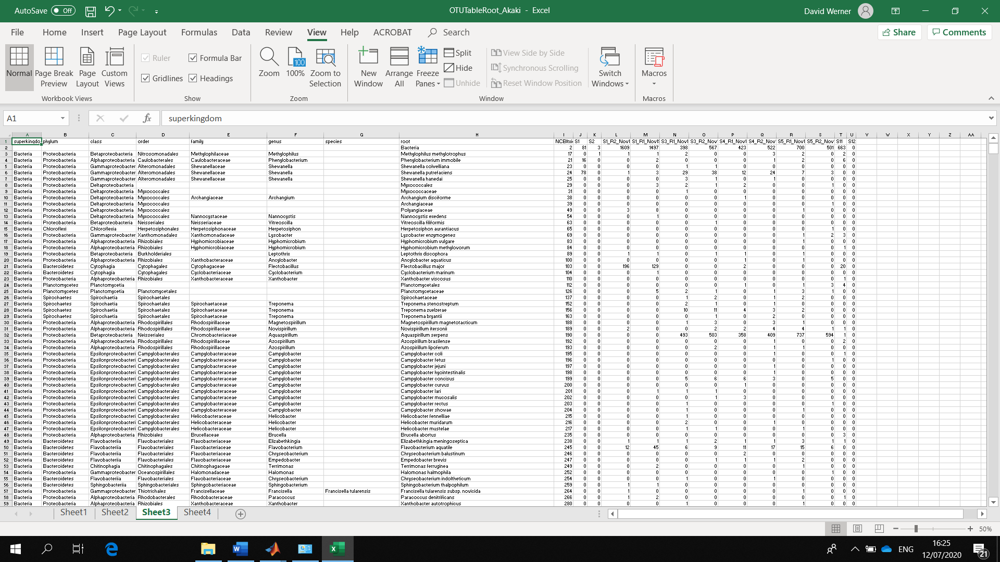 AutoSave Off OTUTableRoot_Akaki - Excel David Werner
File Home Insert Page Layout Formulas Data Review View Help ACROBAT Search Share Comments
Normal Page Break Preview Page Layout Custom Views
Workbook Views
Ruler Formula Bar
Gridlines Headings
Show
Zoom 100% Zoom to Selection
Zoom
New Window Arrange All Freeze Panes Split Hide Unhide
View Side by Side
Synchronous Scrolling
Reset Window Position
Switch Windows
Window
Macros
Macros
A1 fx superkingdom
A B C D E F G H I J K L M N O P Q R S T U V W X Y Z AA
1 superkingdo phylum class order family genus species root NCBItxi S1 S2 S1_R2_Nov1 S1_R1_Nov1 S3_R1_Nov1 S3_R2_Nov1 S4_R1_Nov1 S4_R2_Nov1 S5_R1_Nov1 S5_R2_Nov1 S11 S12
2 Bacteria 2 81 3 1609 1497 398 567 423 522 700 501 663 0
3 Bacteria Proteobacteria Betaproteobacteria Nitrosomonadales Methylophilaceae Methylophilus Methylophilus methylotrophus 17 0 1 1 1 2 0 0 3 2 0 2 0
4 Bacteria Proteobacteria Alphaproteobacteria Caulobacterales Caulobacteraceae Phenylobacterium Phenylobacterium immobile 21 16 0 0 2 0 0 0 1 2 0 6 0
5 Bacteria Proteobacteria Gammaproteobacter Alteromonadales Shewanellaceae Shewanella Shewanella colwelliana 23 0 0 0 0 0 1 0 0 0 0 0 0
6 Bacteria Proteobacteria Gammaproteobacter Alteromonadales Shewanellaceae Shewanella Shewanella putrefaciens 24 78 0 1 3 29 38 12 24 7 3 0 0
7 Bacteria Proteobacteria Gammaproteobacter Alteromonadales Shewanellaceae Shewanella Shewanella hanedai 25 0 0 0 0 3 1 0 1 0 0 0 0
8 Bacteria Proteobacteria Deltaproteobacteria Myxococcales 29 0 0 0 3 2 1 2 0 0 1 0 0
9 Bacteria Proteobacteria Deltaproteobacteria Myxococcales Myxococcaceae 31 0 0 0 0 1 0 0 0 0 0 0 0
10 Bacteria Proteobacteria Deltaproteobacteria Myxococcales Archangiaceae Archangium Archangium disciforme 38 0 0 0 0 0 0 1 0 0 0 0 0
11 Bacteria Proteobacteria Deltaproteobacteria Myxococcales Archangiaceae 39 0 0 0 0 0 0 0 0 0 1 0 0
12 Bacteria Proteobacteria Deltaproteobacteria Myxococcales Polyangiaceae 49 0 0 3 8 0 0 0 0 1 0 0 0
13 Bacteria Proteobacteria Deltaproteobacteria Myxococcales Nannocystaceae Nannocystis Nannocystis exedens 54 0 0 0 1 0 0 0 0 0 0 0 0
14 Bacteria Proteobacteria Betaproteobacteria Neisseriales Neisseriaceae Vitreoscilla Vitreoscilla filiformis 63 0 0 0 0 0 1 0 0 0 0 0 0
15 Bacteria Chloroflexi Chloroflexia Herpetosiphonales Herpetosiphonaceae Herpetosiphon Herpetosiphon aurantiacus 65 0 0 0 0 0 0 0 0 0 1 0 0
16 Bacteria Proteobacteria Gammaproteobacter Xanthomonadales Xanthomonadaceae Lysobacter Lysobacter enzymogenes 69 0 0 0 0 0 0 0 0 1 2 3 0
17 Bacteria Proteobacteria Alphaproteobacteria Rhizobiales Hyphomicrobiaceae Hyphomicrobium Hyphomicrobium vulgare 83 0 0 0 0 0 0 0 0 1 0 0 0
18 Bacteria Proteobacteria Alphaproteobacteria Rhizobiales Hyphomicrobiaceae Hyphomicrobium Hyphomicrobium methylovorum 84 0 0 0 0 0 0 0 0 0 0 1 0
19 Bacteria Proteobacteria Betaproteobacteria Burkholderiales Leptothrix Leptothrix discophora 89 0 0 0 1 0 1 1 0 1 0 0 0
20 Bacteria Proteobacteria Alphaproteobacteria Rhizobiales Xanthobacteraceae Ancylobacter Ancylobacter aquaticus 100 0 0 0 0 0 0 1 0 1 0 0 0
21 Bacteria Bacteroidetes Cytophagia Cytophagales Cytophagaceae Flectobacillus Flectobacillus major 103 0 0 196 129 0 0 2 0 0 0 20 0
22 Bacteria Bacteroidetes Cytophagia Cytophagales Cyclobacteriaceae Cyclobacterium Cyclobacterium marinum 104 0 0 0 1 0 0 0 0 0 0 0 0
23 Bacteria Proteobacteria Alphaproteobacteria Rhizobiales Xanthobacteraceae Xanthobacter Xanthobacter viscosus 110 0 0 0 0 0 0 0 0 0 0 1 0
24 Bacteria Planctomycetes Planctomycetia Planctomycetales 112 0 0 0 0 0 0 1 0 1 3 4 0
25 Bacteria Planctomycetes Planctomycetia Planctomycetales Planctomycetaceae 126 0 0 0 5 2 1 0 1 3 1 0 0
26 Bacteria Spirochaetes Spirochaetia Spirochaetales Spirochaetaceae 137 0 0 0 0 1 2 0 1 2 0 0 0
27 Bacteria Spirochaetes Spirochaetia Spirochaetales Spirochaetaceae Treponema Treponema stenostreptum 152 0 0 0 0 2 1 0 1 0 0 0 0
28 Bacteria Spirochaetes Spirochaetia Spirochaetales Spirochaetaceae Treponema Treponema zuelzerae 156 0 0 0 0 10 11 4 3 2 0 0 0
29 Bacteria Spirochaetes Spirochaetia Spirochaetales Spirochaetaceae Treponema Treponema bryantii 163 0 0 0 0 0 1 0 2 0 0 0 0
30 Bacteria Proteobacteria Alphaproteobacteria Rhodospirillales Rhodospirillaceae Magnetospirillum Magnetospirillum magnetotacticum 188 0 0 0 0 1 3 0 3 1 0 0 0
31 Bacteria Proteobacteria Alphaproteobacteria Rhodospirillales Rhodospirillaceae Novispirillum Novispirillum itersonii 189 0 0 2 0 0 2 2 4 4 1 1 0
32 Bacteria Proteobacteria Betaproteobacteria Neisseriales Chromobacteriaceae Aquaspirillum Aquaspirillum serpens 190 0 0 0 0 493 503 358 409 737 594 1 0
33 Bacteria Proteobacteria Alphaproteobacteria Rhodospirillales Rhodospirillaceae Azospirillum Azospirillum brasilense 192 0 0 0 0 0 0 0 1 0 0 2 0
34 Bacteria Proteobacteria Alphaproteobacteria Rhodospirillales Rhodospirillaceae Azospirillum Azospirillum lipoferum 193 0 0 0 0 0 2 0 1 1 0 0 0
35 Bacteria Proteobacteria Epsilonproteobacteri Campylobacterales Campylobacteraceae Campylobacter Campylobacter coli 195 0 0 0 0 0 0 0 1 0 0 1 0
36 Bacteria Proteobacteria Epsilonproteobacteri Campylobacterales Campylobacteraceae Campylobacter Campylobacter fetus 196 0 0 0 0 0 0 0 0 0 1 0 0
37 Bacteria Proteobacteria Epsilonproteobacteri Campylobacterales Campylobacteraceae Campylobacter Campylobacter jejuni 197 0 0 0 0 0 0 0 1 0 0 0 0
38 Bacteria Proteobacteria Epsilonproteobacteri Campylobacterales Campylobacteraceae Campylobacter Campylobacter hyointestinalis 198 0 0 0 0 0 0 0 1 0 0 0 0
39 Bacteria Proteobacteria Epsilonproteobacteri Campylobacterales Campylobacteraceae Campylobacter Campylobacter concisus 199 0 0 0 0 5 6 6 3 0 5 0 0
40 Bacteria Proteobacteria Epsilonproteobacteri Campylobacterales Campylobacteraceae Campylobacter Campylobacter curvus 200 0 0 0 0 0 0 1 0 0 0 0 0
41 Bacteria Proteobacteria Epsilonproteobacteri Campylobacterales Campylobacteraceae Campylobacter Campylobacter lari 201 0 0 0 1 1 1 0 0 0 0 0 0
42 Bacteria Proteobacteria Epsilonproteobacteri Campylobacterales Campylobacteraceae Campylobacter Campylobacter mucosalis 202 0 0 0 0 0 1 3 0 0 0 0 0
43 Bacteria Proteobacteria Epsilonproteobacteri Campylobacterales Campylobacteraceae Campylobacter Campylobacter rectus 203 0 0 0 0 1 0 0 0 0 1 0 0
44 Bacteria Proteobacteria Epsilonproteobacteri Campylobacterales Campylobacteraceae Campylobacter Campylobacter showae 204 0 0 0 0 1 0 0 0 1 0 0 0
45 Bacteria Proteobacteria Epsilonproteobacteri Campylobacterales Helicobacteraceae Helicobacter Helicobacter fennelliae 215 0 0 0 0 1 0 0 0 0 0 0 0
46 Bacteria Proteobacteria Epsilonproteobacteri Campylobacterales Helicobacteraceae Helicobacter Helicobacter muridarum 216 0 0 0 0 2 0 0 1 0 0 0 0
47 Bacteria Proteobacteria Epsilonproteobacteri Campylobacterales Helicobacteraceae Helicobacter Helicobacter mustelae 217 0 0 0 0 1 1 0 0 1 0 0 0
48 Bacteria Proteobacteria Alphaproteobacteria Rhizobiales Brucellaceae Brucella Brucella abortus 235 0 0 0 0 0 0 0 0 0 0 3 0
49 Bacteria Bacteroidetes Flavobacteriia Flavobacteriales Flavobacteriaceae Elizabethkingia Elizabethkingia meningoseptica 238 0 0 1 1 1 2 1 1 3 1 1 0
50 Bacteria Bacteroidetes Flavobacteriia Flavobacteriales Flavobacteriaceae Flavobacterium Flavobacterium aquatile 245 0 0 12 45 6 9 11 17 15 6 0 0
51 Bacteria Bacteroidetes Flavobacteriia Flavobacteriales Flavobacteriaceae Chryseobacterium Chryseobacterium balustinum 246 0 0 0 0 0 0 2 0 0 0 0 0
52 Bacteria Bacteroidetes Flavobacteriia Flavobacteriales Flavobacteriaceae Empedobacter Empedobacter brevis 247 0 0 0 0 0 1 1 1 2 0 0 0
53 Bacteria Bacteroidetes Chitinophagia Chitinophagales Chitinophagaceae Terrimonas Terrimonas ferruginea 249 0 0 0 2 0 0 0 0 1 0 0 0
54 Bacteria Proteobacteria Gammaproteobacter Oceanospirillales Halomonadaceae Halomonas Halomonas halmophila 252 0 0 0 0 0 0 0 0 0 1 0 0
55 Bacteria Bacteroidetes Flavobacteriia Flavobacteriales Flavobacteriaceae Chryseobacterium Chryseobacterium indoltheticum 254 0 0 0 0 1 0 0 1 0 0 0 0
56 Bacteria Bacteroidetes Sphingobacteriia Sphingobacteriales Sphingobacteriaceae Sphingobacterium Sphingobacterium thalpophilum 259 0 0 1 1 0 0 0 0 0 0 0 0
57 Bacteria Proteobacteria Gammaproteobacter Thiotrichales Francisellaceae Francisella Francisella tularensis Francisella tularensis subsp. novicida 264 0 0 1 0 0 0 0 0 1 0 0 0
58 Bacteria Proteobacteria Alphaproteobacteria Rhodobacterales Rhodobacteraceae Paracoccus Paracoccus denitrificans 266 0 0 1 2 0 0 0 0 0 0 1 0
59 Bacteria Proteobacteria Alphaproteobacteria Rhizobiales Xanthobacteraceae Xanthobacter Xanthobacter autotrophicus 280 0 0 0 0 1 0 0 0 1 0 0 0
Sheet1 Sheet2 Sheet3 Sheet4
50%
ENG 16:25
12/07/2020 21